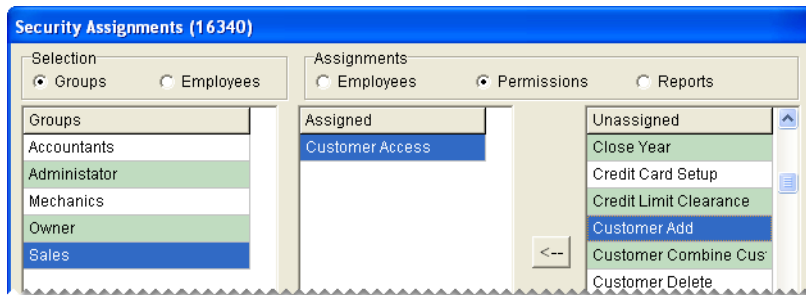 Security Assignments (16340)
Selection
Groups Employees
Assignments
Employees Permissions Reports
Groups
Accountants
Administator
Mechanics
Owner
Sales
Assigned
Customer Access
<--
Unassigned
Close Year
Credit Card Setup
Credit Limit Clearance
Customer Add
Customer Combine Cus
Customer Delete